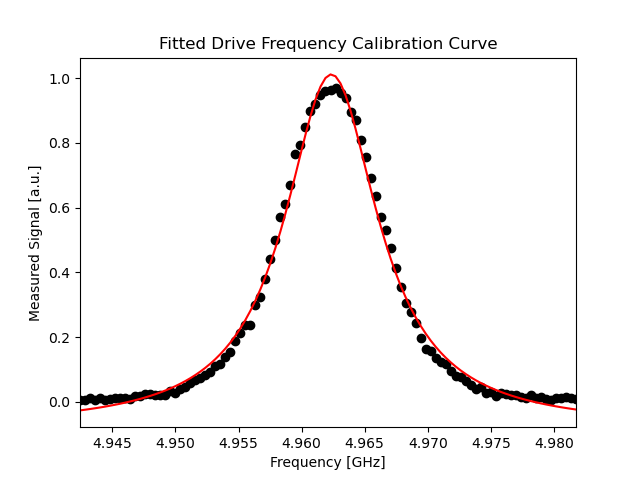 Fitted Drive Frequency Calibration Curve
Measured Signal [a.u.]
1.0
0.8
0.6
0.4
0.2
0.0
4.945 4.950 4.955 4.960 4.965 4.970 4.975 4.980
Frequency [GHz]